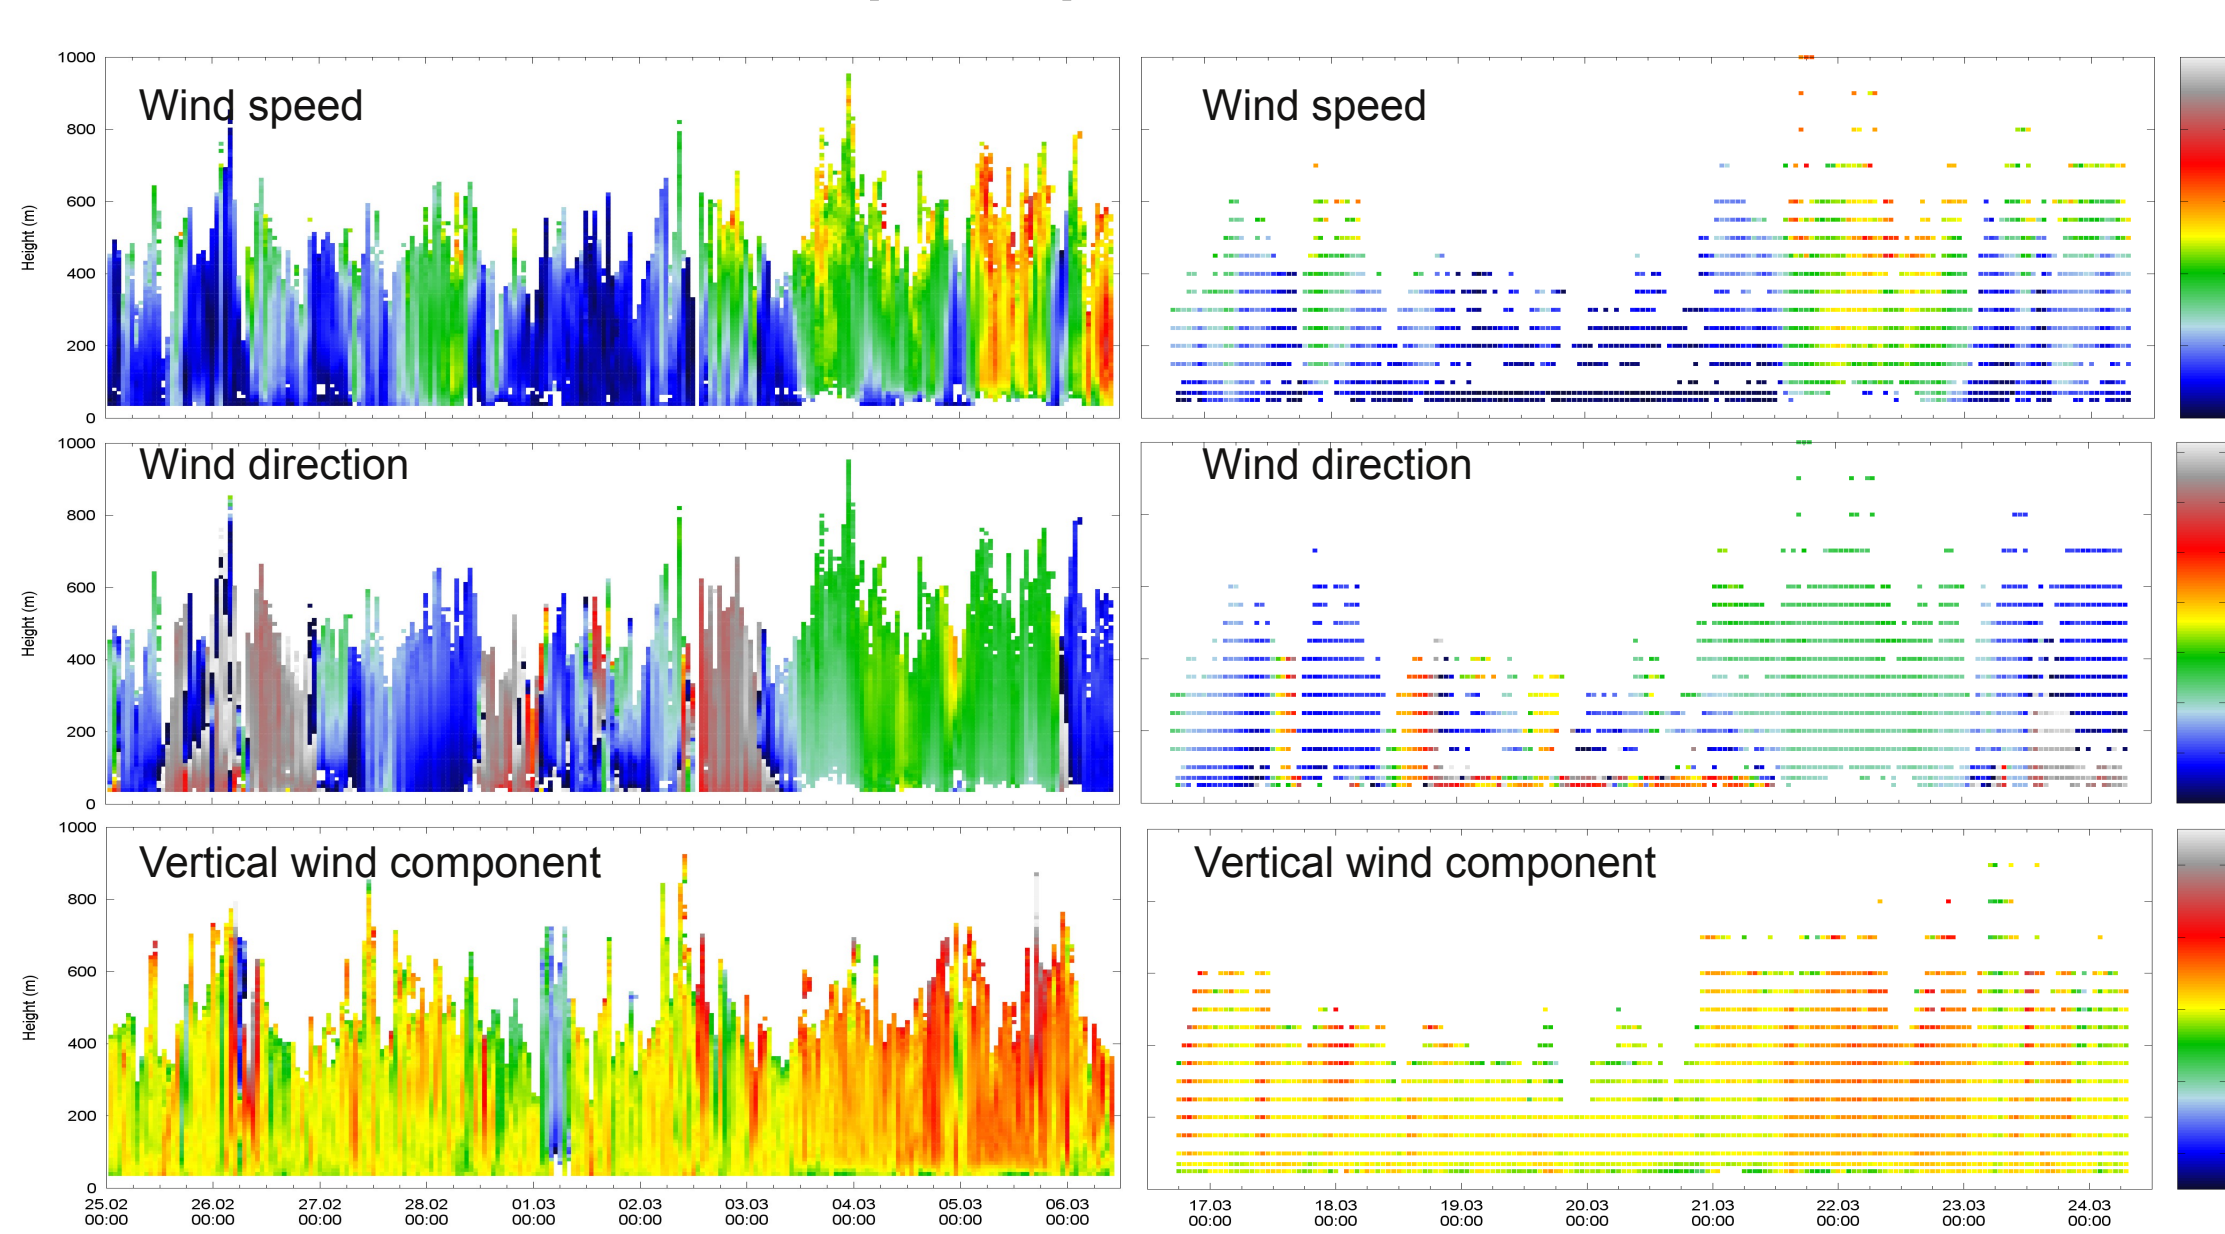 Wind speed
Wind speed
1000
800
600
400
200
0
Height (m)
Wind direction
Wind direction
1000
800
600
400
200
0
Height (m)
Vertical wind component
Vertical wind component
1000
800
600
400
200
0
Height (m)
25.02 26.02 27.02 28.02 01.03 02.03 03.03 04.03 05.03 06.03
00:00 00:00 00:00 00:00 00:00 00:00 00:00 00:00 00:00 00:00
17.03 18.03 19.03 20.03 21.03 22.03 23.03 24.03
00:00 00:00 00:00 00:00 00:00 00:00 00:00 00:00